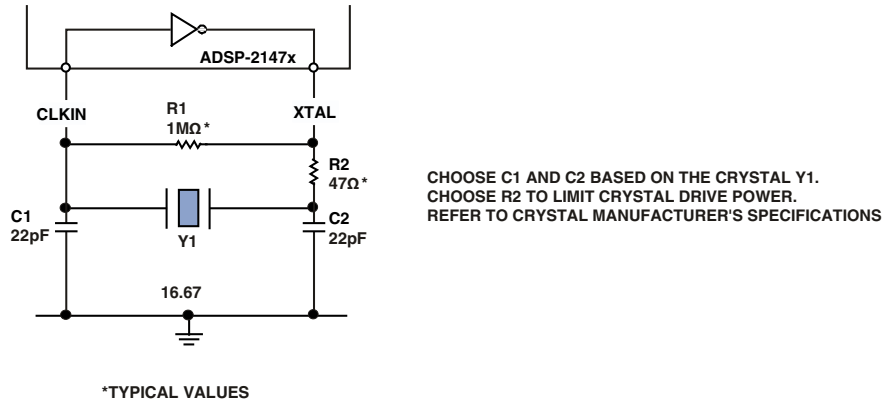 ADSP-2147x
CLKIN
R1
1MΩ*
XTAL
R2
47Ω*
C1
22pF
Y1
C2
22pF
16.67
*TYPICAL VALUES
CHOOSE C1 AND C2 BASED ON THE CRYSTAL Y1.
CHOOSE R2 TO LIMIT CRYSTAL DRIVE POWER.
REFER TO CRYSTAL MANUFACTURER'S SPECIFICATIONS